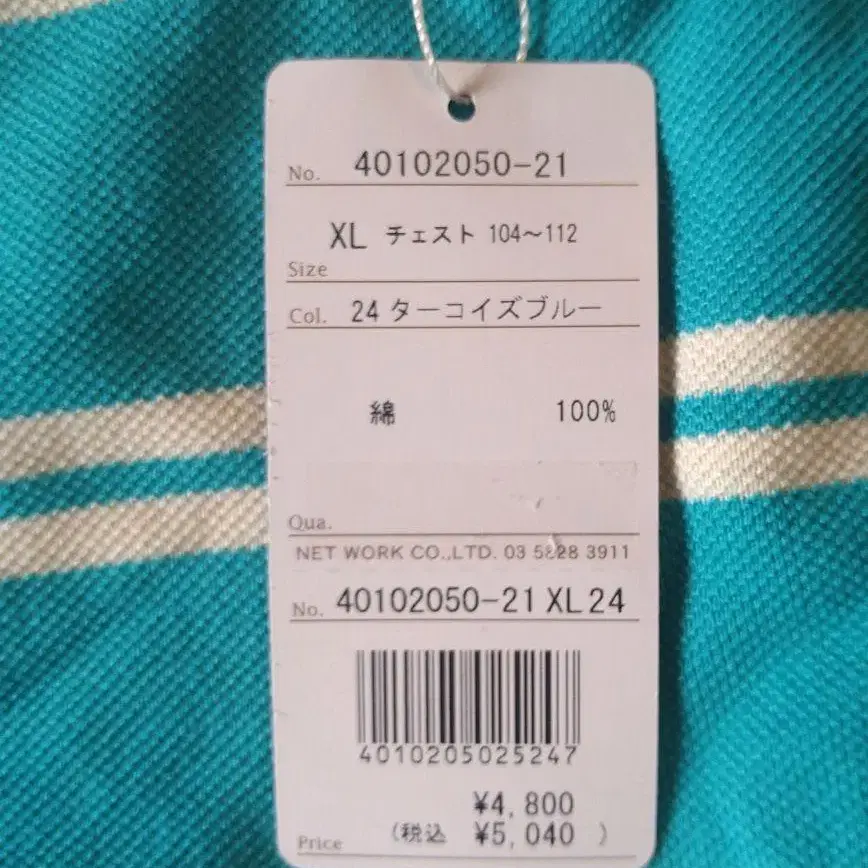 No. 40102050-21
XL チェスト 104〜112
Size
Col. 24 ターコイズブルー
綿 100%
Qua.
NET WORK CO.,LTD. 03 5828 3911
No. 40102050-21 XL 24
4010205025247
¥4,800
Price (税込 ¥5,040 )